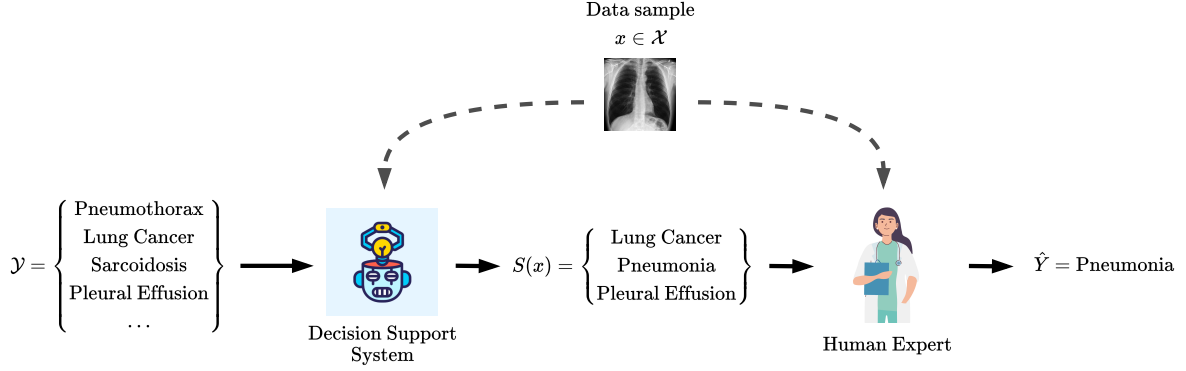 Data sample
x ∈ 𝒳
𝒴 = { Pneumothorax
Lung Cancer
Sarcoidosis
Pleural Effusion
... }
Decision Support
System
S(x) = { Lung Cancer
Pneumonia
Pleural Effusion }
Human Expert
Ŷ = Pneumonia